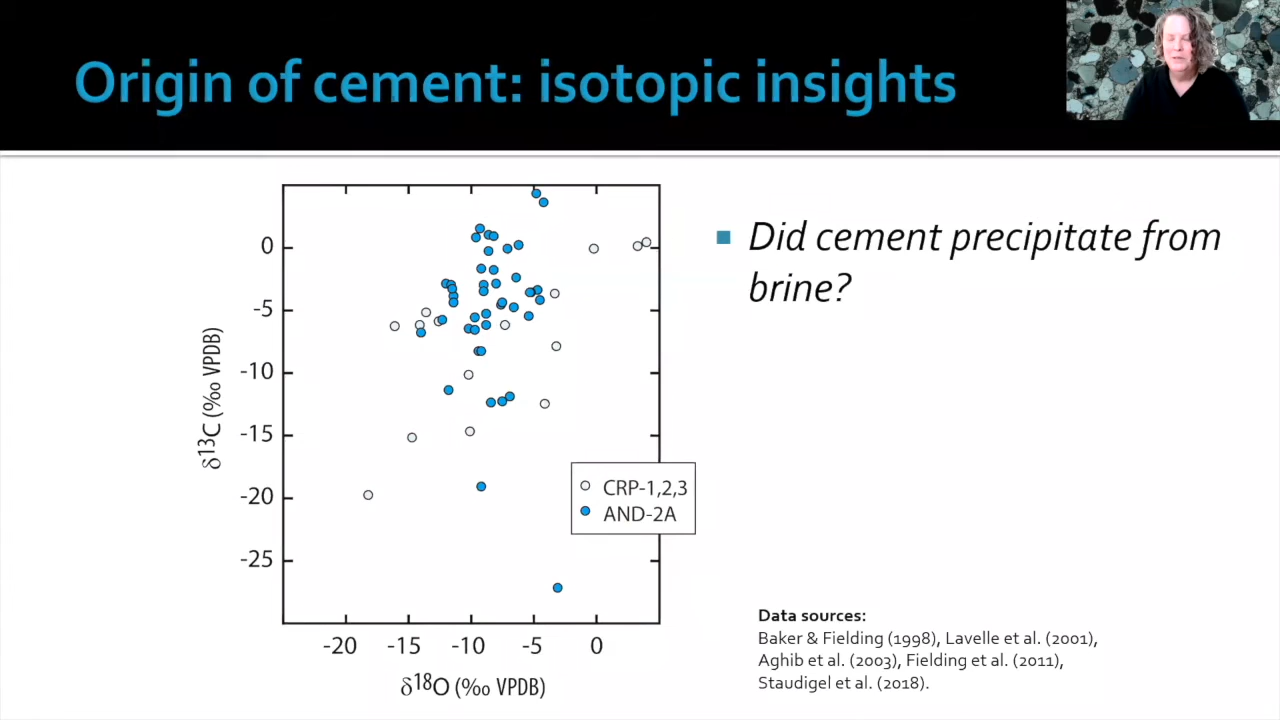 Origin of cement: isotopic insights
0
-5
-10
-15
-20
-25
δ13C (‰ VPDB)
CRP-1,2,3
AND-2A
-20 -15 -10 -5 0
δ18O (‰ VPDB)
■ Did cement precipitate from
brine?
Data sources:
Baker & Fielding (1998), Lavelle et al. (2001),
Aghib et al. (2003), Fielding et al. (2011),
Staudigel et al. (2018).